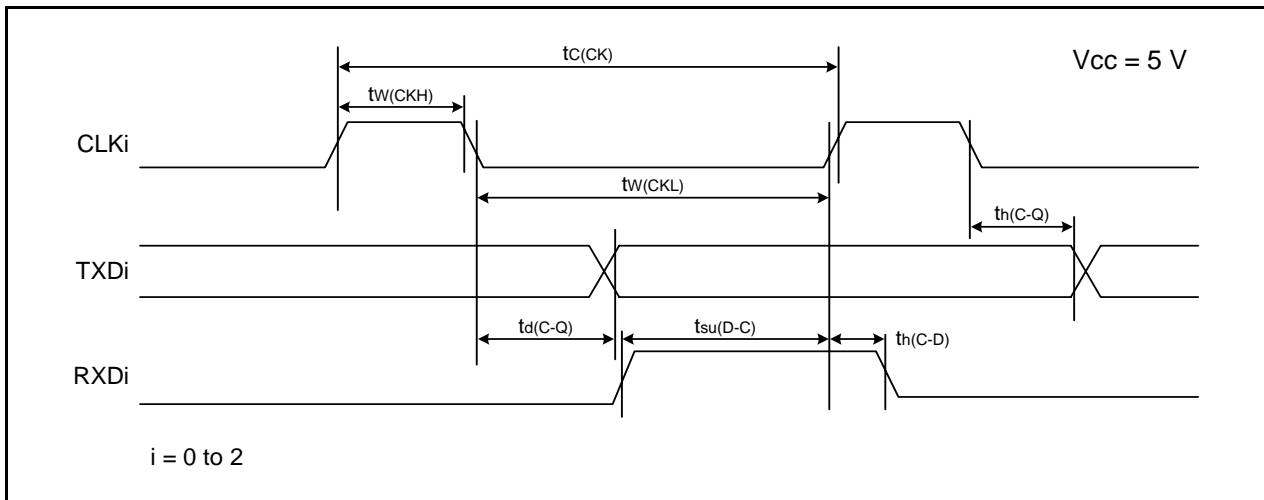 tC(CK)
Vcc = 5 V
tW(CKH)
CLKi
tW(CKL)
th(C-Q)
TXDi
td(C-Q)
tsu(D-C)
th(C-D)
RXDi
i = 0 to 2